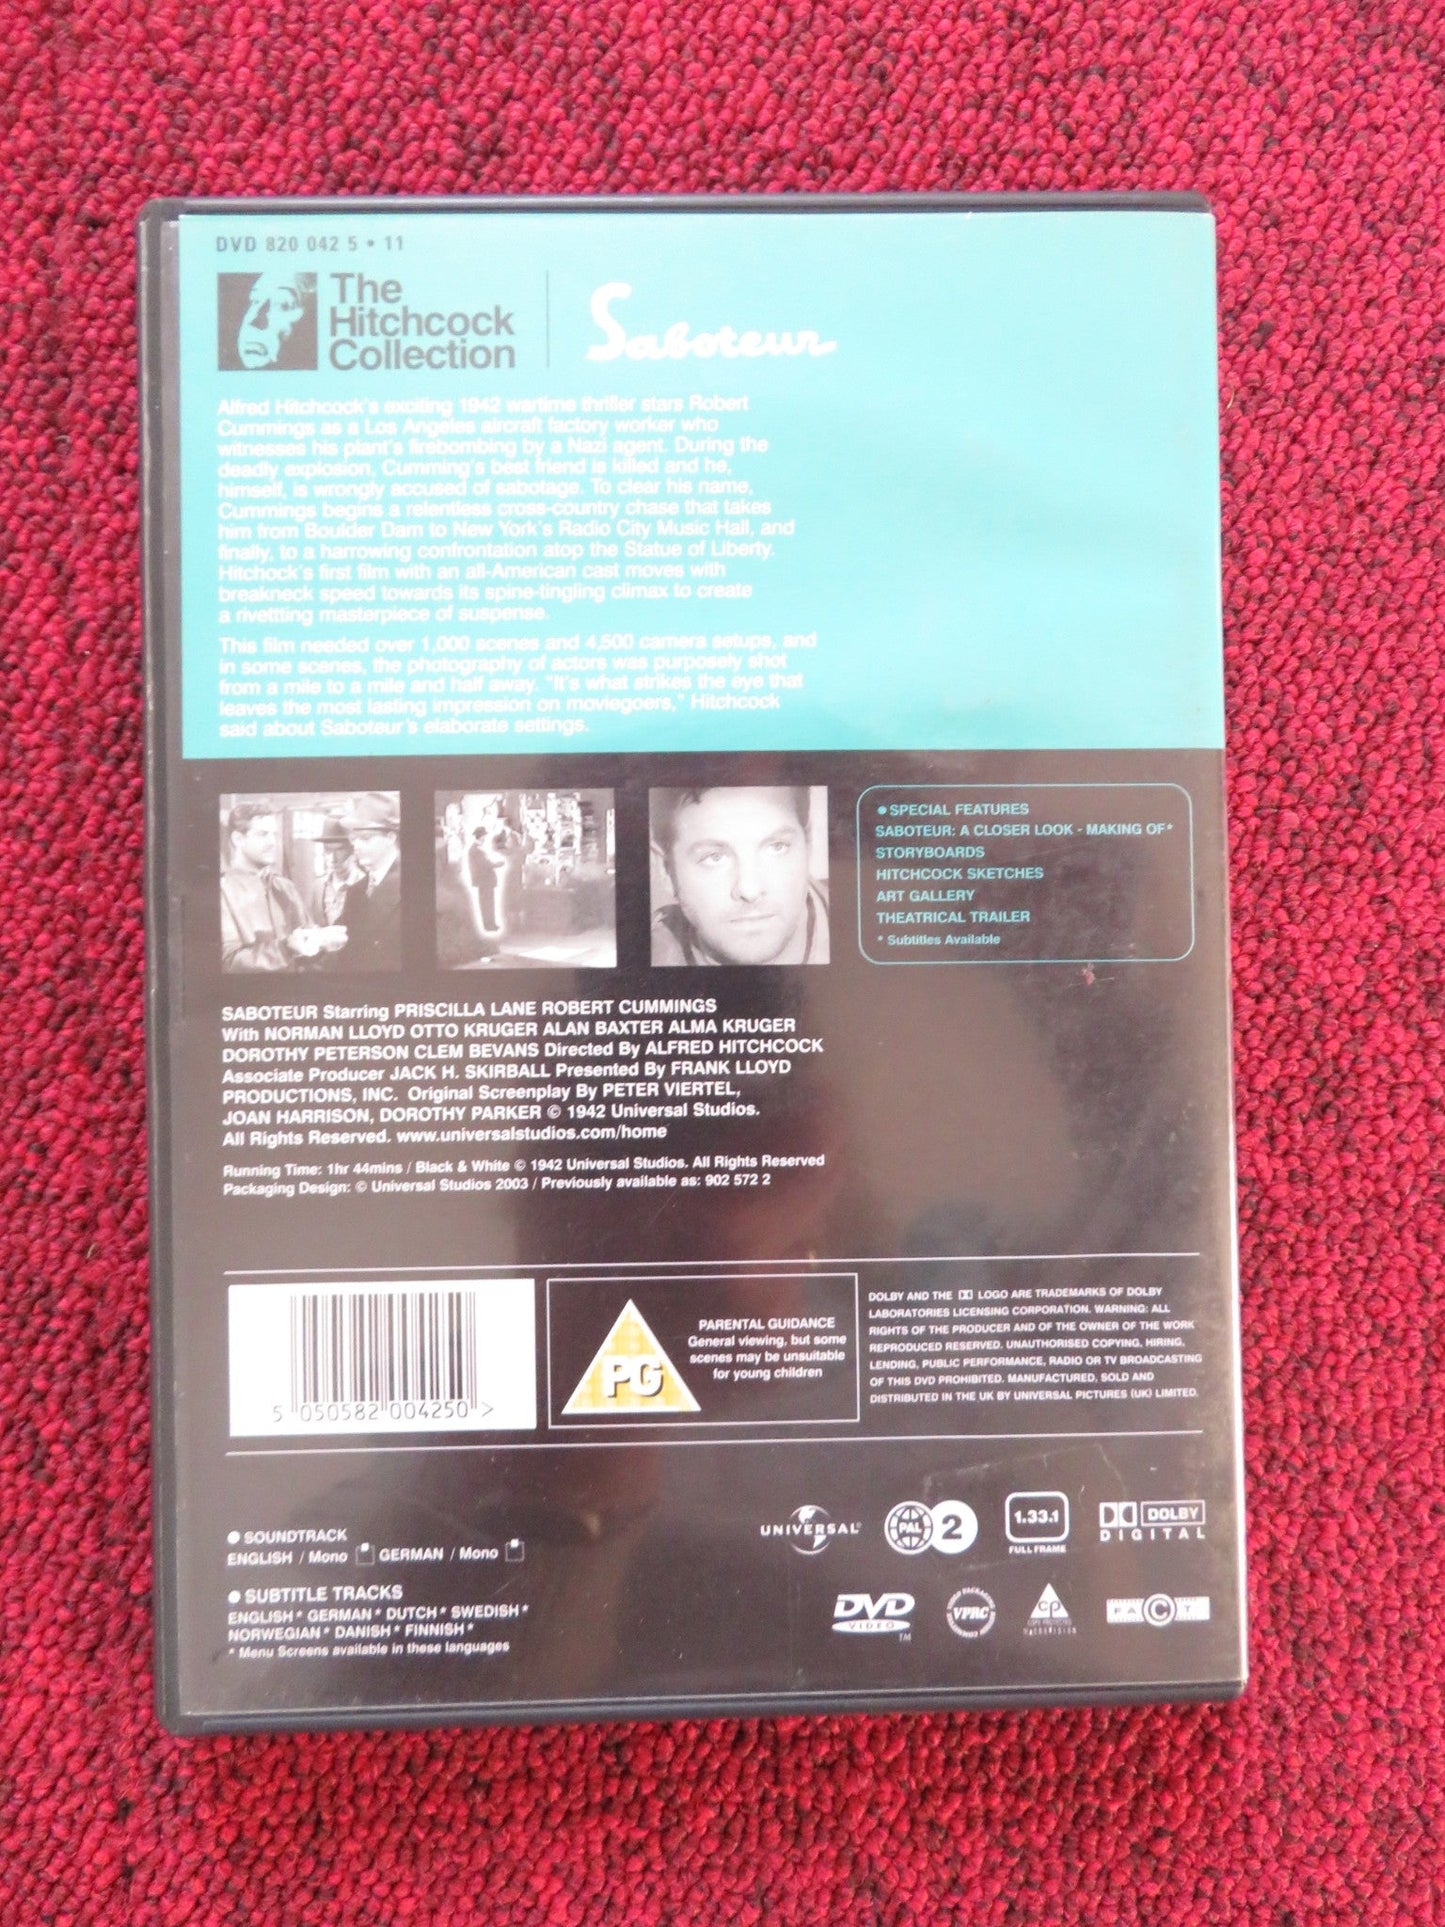 DVD 820 042 5 • 11
The
Hitchcock
Collection
Saboteur
Alfred Hitchcock's exciting 1942 wartime thriller stars Robert
Cummings as a Los Angeles aircraft factory worker who
witnesses his plant's firebombing by a Nazi agent. During the
deadly explosion, Cumming's best friend is killed and he,
himself, is wrongly accused of sabotage. To clear his name,
Cummings begins a relentless cross-country chase that takes
him from Boulder Dam to New York's Radio City Music Hall, and
finally, to a harrowing confrontation atop the Statue of Liberty.
Hitchock's first film with an all-American cast moves with
breakneck speed towards its spine-tingling climax to create
a rivettting masterpiece of suspense.
This film needed over 1,000 scenes and 4,500 camera setups, and
in some scenes, the photography of actors was purposely shot
from a mile to a mile and half away. "It's what strikes the eye that
leaves the most lasting impression on moviegoers," Hitchcock
said about Saboteur's elaborate settings.
• SPECIAL FEATURES
SABOTEUR: A CLOSER LOOK - MAKING OF*
STORYBOARDS
HITCHCOCK SKETCHES
ART GALLERY
THEATRICAL TRAILER
* Subtitles Available
SABOTEUR Starring PRISCILLA LANE ROBERT CUMMINGS
With NORMAN LLOYD OTTO KRUGER ALAN BAXTER ALMA KRUGER
DOROTHY PETERSON CLEM BEVANS Directed By ALFRED HITCHCOCK
Associate Producer JACK H. SKIRBALL Presented By FRANK LLOYD
PRODUCTIONS, INC. Original Screenplay By PETER VIERTEL,
JOAN HARRISON, DOROTHY PARKER © 1942 Universal Studios.
All Rights Reserved. www.universalstudios.com/home
Running Time: 1hr 44mins / Black & White © 1942 Universal Studios. All Rights Reserved
Packaging Design: © Universal Studios 2003 / Previously available as: 902 572 2
5 050582 004250 >
PG
PARENTAL GUIDANCE
General viewing, but some
scenes may be unsuitable
for young children
DOLBY AND THE LOGO ARE TRADEMARKS OF DOLBY
LABORATORIES LICENSING CORPORATION. WARNING: ALL
RIGHTS OF THE PRODUCER AND OF THE OWNER OF THE WORK
REPRODUCED RESERVED. UNAUTHORISED COPYING, HIRING,
LENDING, PUBLIC PERFORMANCE, RADIO OR TV BROADCASTING
OF THIS DVD PROHIBITED. MANUFACTURED, SOLD AND
DISTRIBUTED IN THE UK BY UNIVERSAL PICTURES (UK) LIMITED.
• SOUNDTRACK
ENGLISH / Mono GERMAN / Mono
• SUBTITLE TRACKS
ENGLISH* GERMAN* DUTCH* SWEDISH*
NORWEGIAN* DANISH* FINNISH*
* Menu Screens available in these languages
UNIVERSAL
PAL 2
1.33.1
FULL FRAME
DOLBY
DIGITAL
DVD
VIDEO
TM
VPRC
cp
FACT